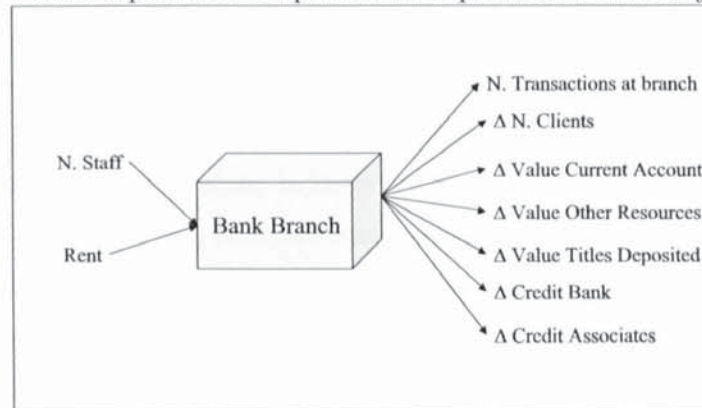 N. Transactions at branch
Δ N. Clients
N. Staff
Δ Value Current Account
Bank Branch
Δ Value Other Resources
Rent
Δ Value Titles Deposited
Δ Credit Bank
Δ Credit Associates